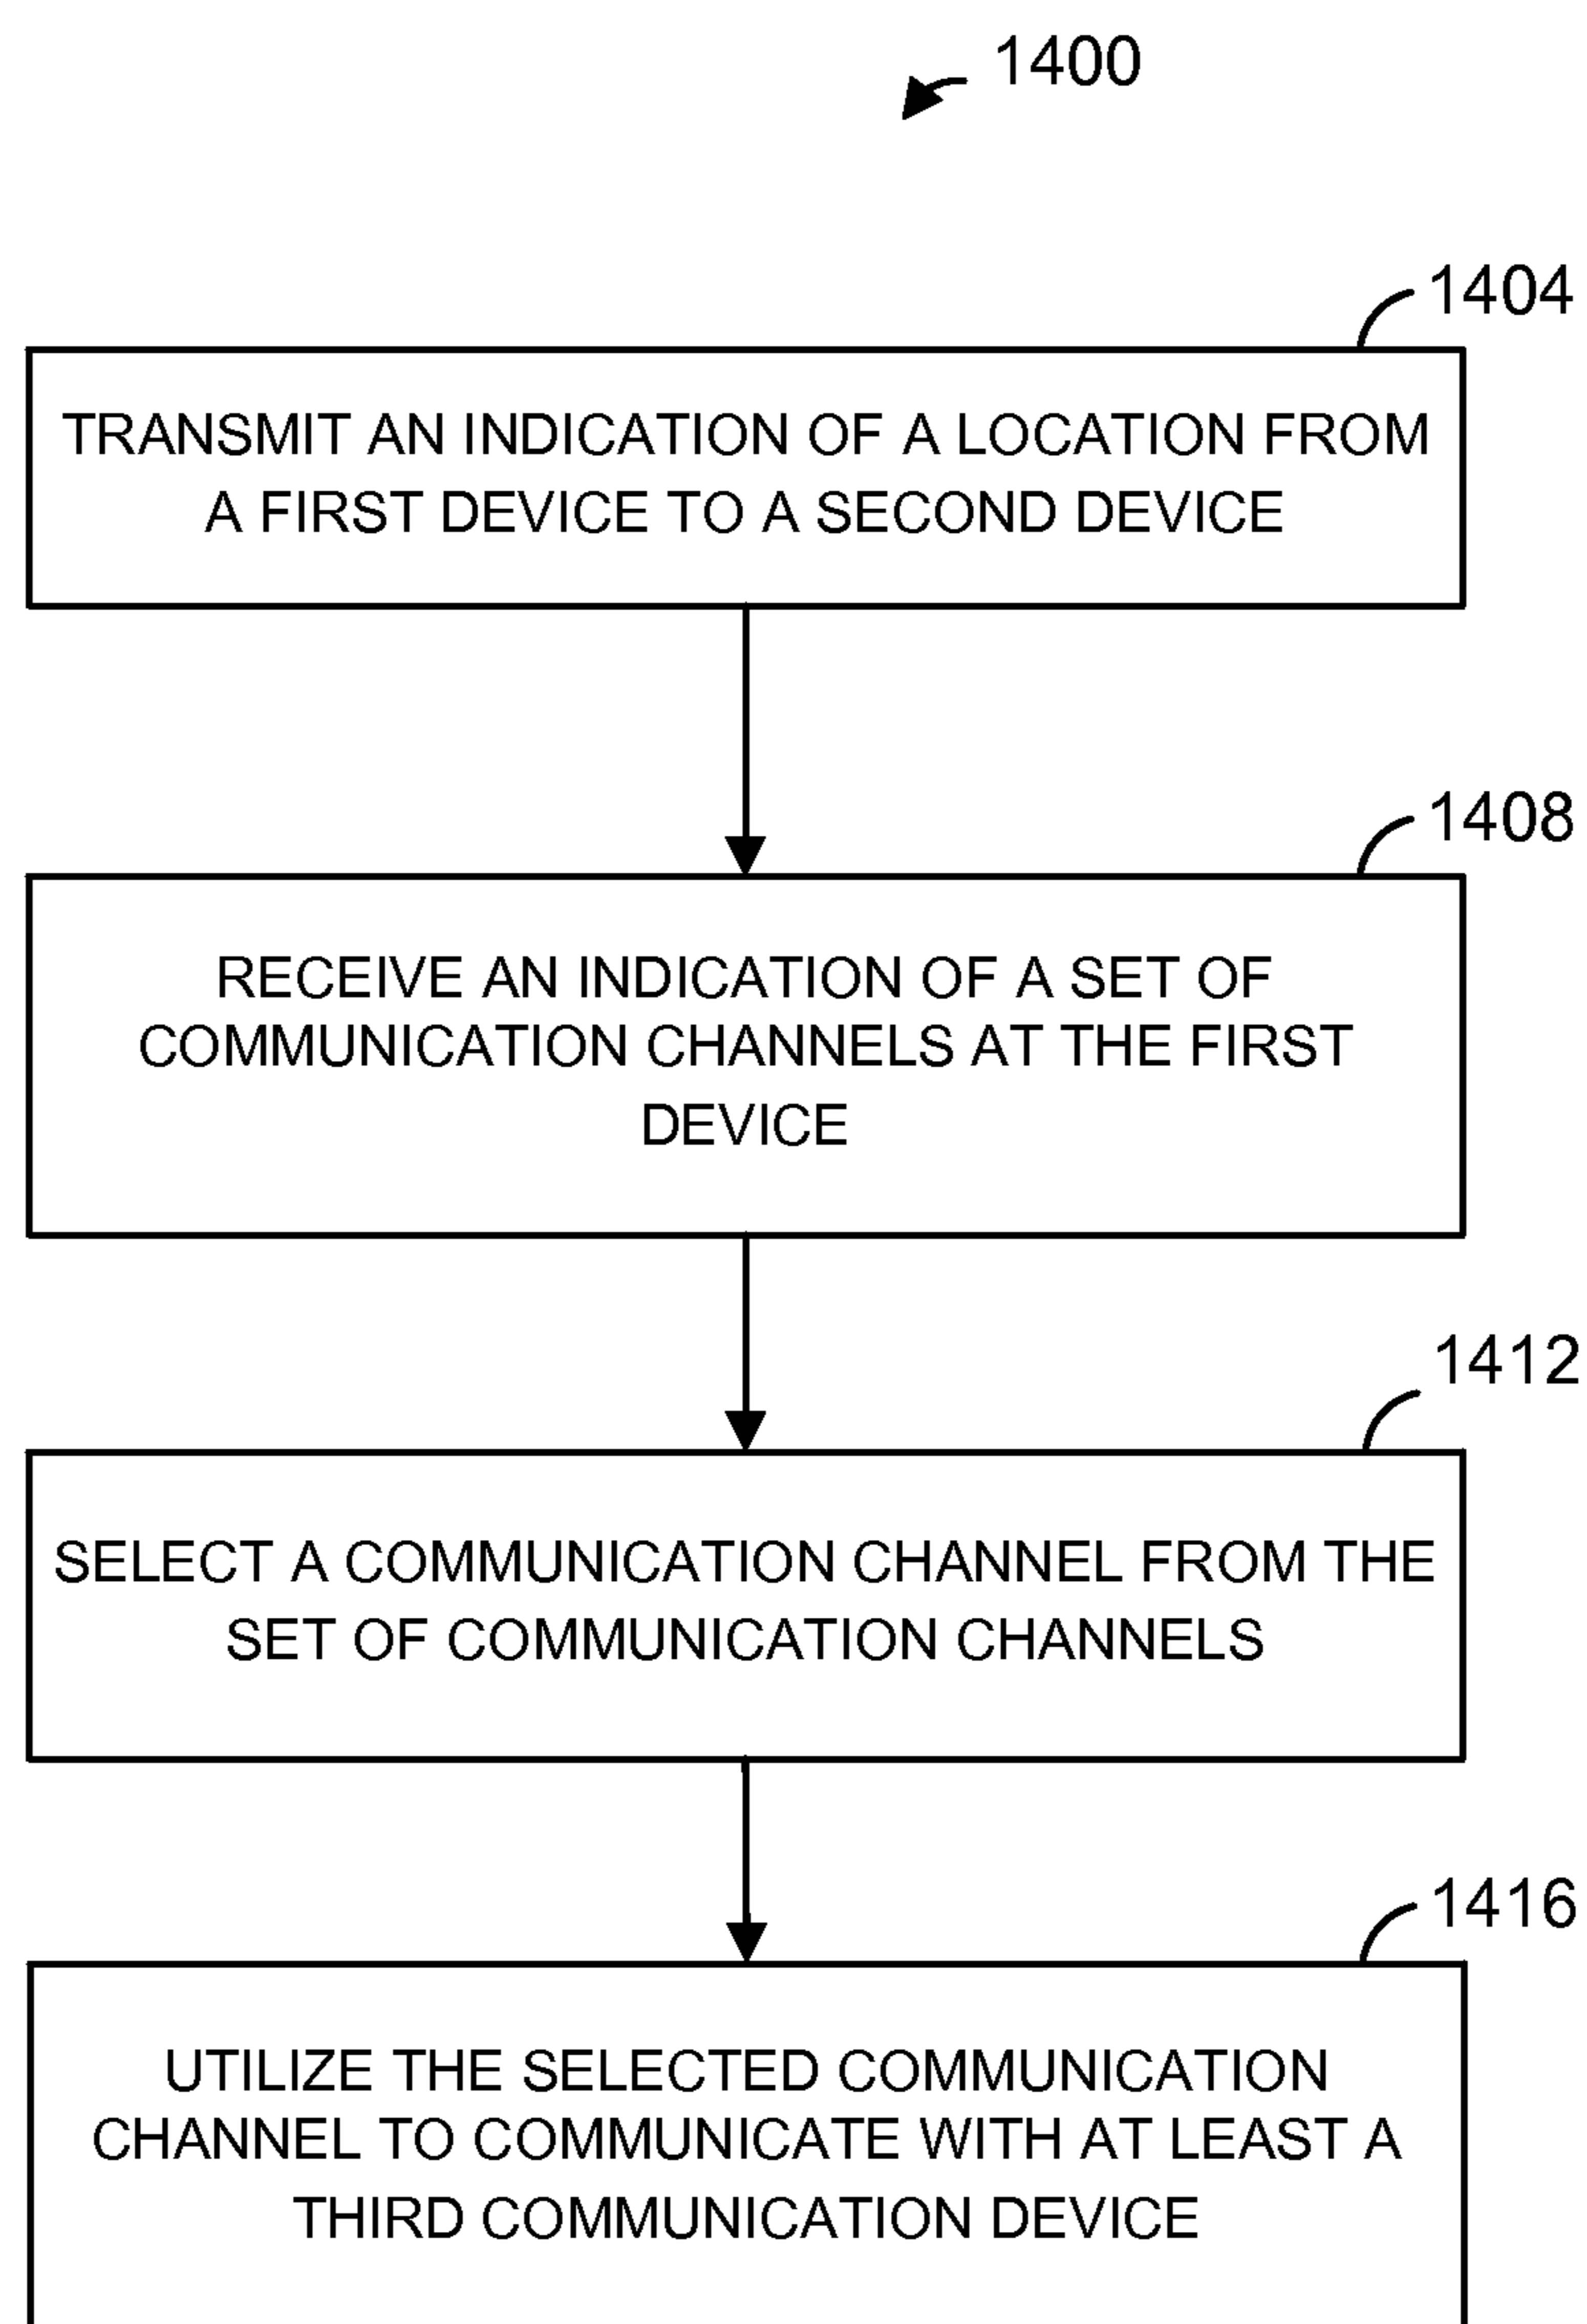 1400
1404
TRANSMIT AN INDICATION OF A LOCATION FROM
A FIRST DEVICE TO A SECOND DEVICE
1408
RECEIVE AN INDICATION OF A SET OF
COMMUNICATION CHANNELS AT THE FIRST
DEVICE
1412
SELECT A COMMUNICATION CHANNEL FROM THE
SET OF COMMUNICATION CHANNELS
1416
UTILIZE THE SELECTED COMMUNICATION
CHANNEL TO COMMUNICATE WITH AT LEAST A
THIRD COMMUNICATION DEVICE